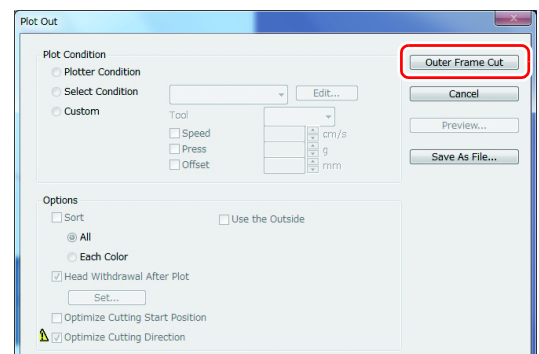 Plot Out
Plot Condition
Plotter Condition
Select Condition
Edit...
Custom
Tool
Speed
cm/s
Press
g
Offset
mm
Outer Frame Cut
Cancel
Preview...
Save As File...
Options
Sort
Use the Outside
All
Each Color
Head Withdrawal After Plot
Set...
Optimize Cutting Start Position
Optimize Cutting Direction